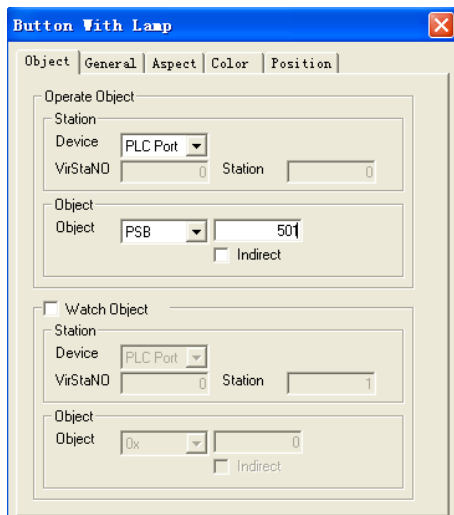 Button With Lamp
Object General Aspect Color Position
Operate Object
Station
Device PLC Port
VirStaNO 0 Station 0
Object
Object PSB 501
Indirect
Watch Object
Station
Device PLC Port
VirStaNO 0 Station 1
Object
Object 0x 0
Indirect